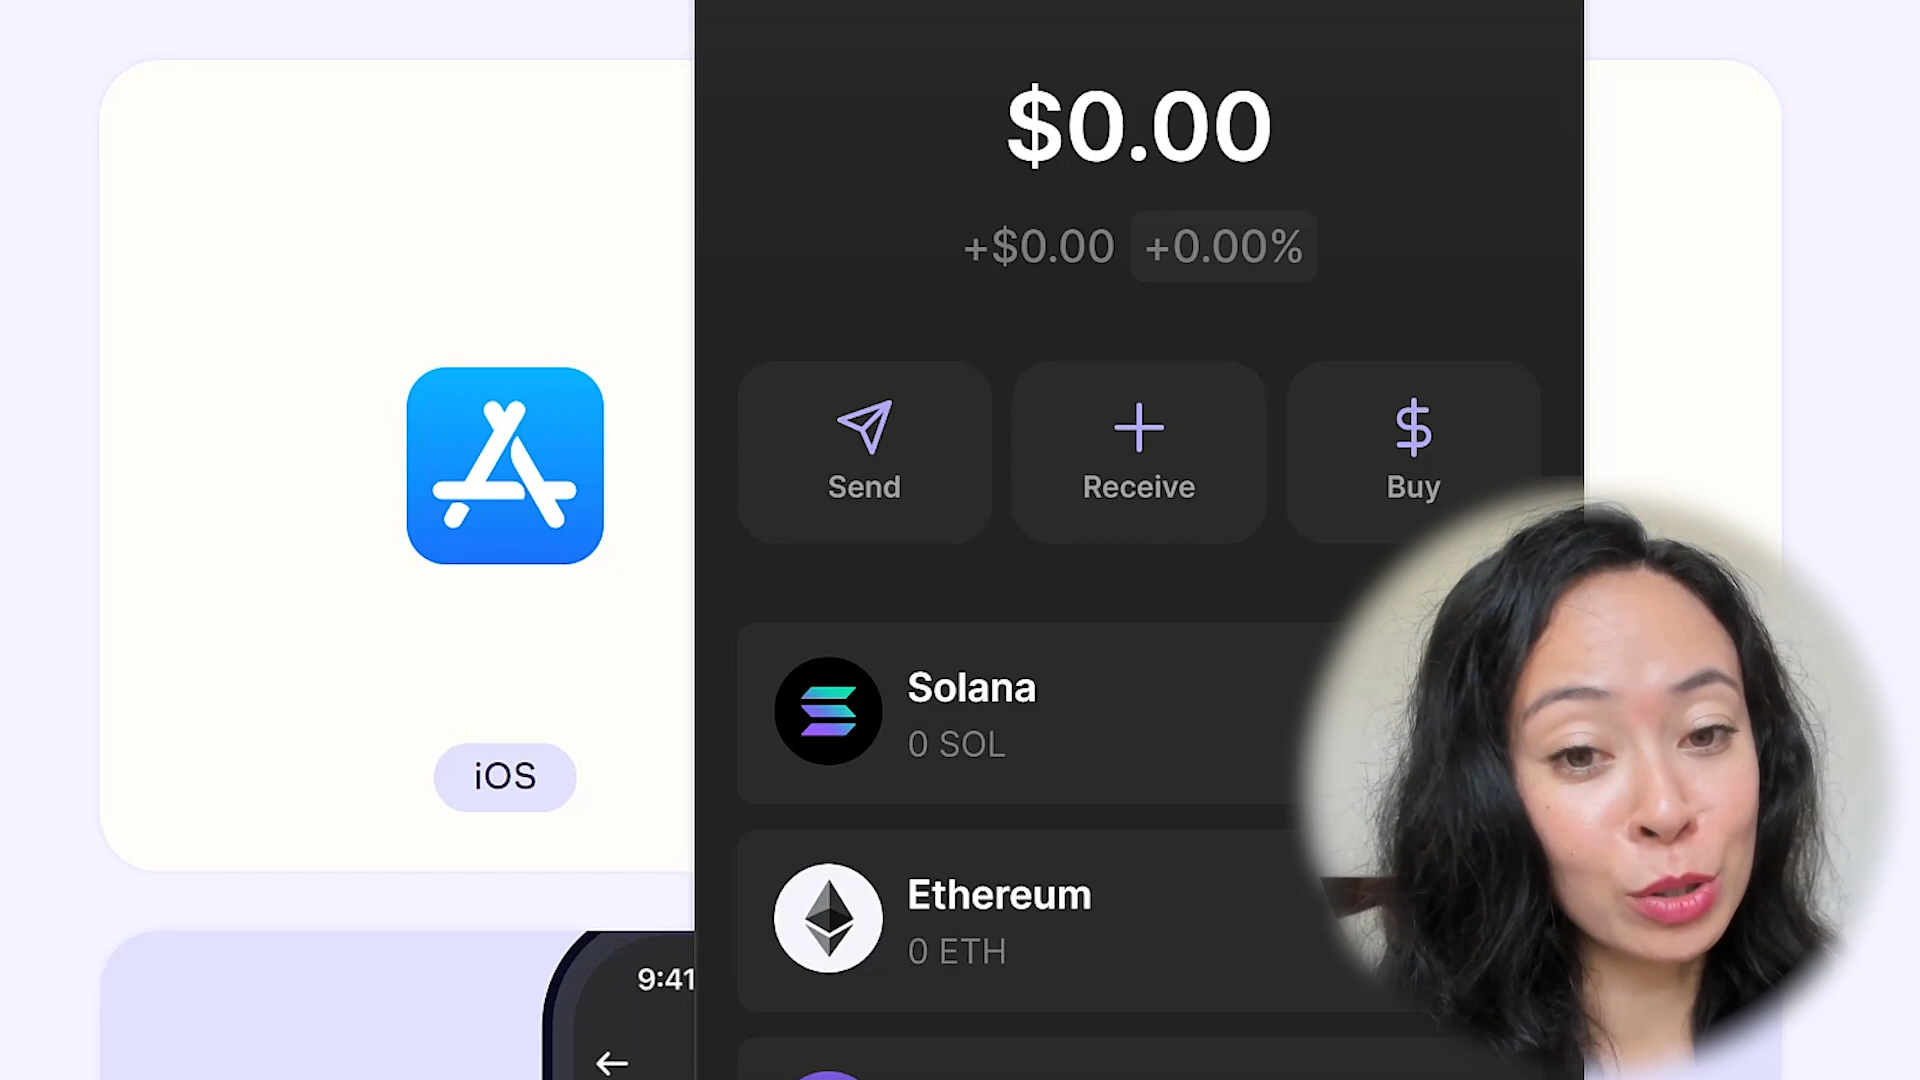 $0.00
+$0.00 +0.00%
Send Receive Buy
Solana
0 SOL
iOS
Ethereum
0 ETH
9:41